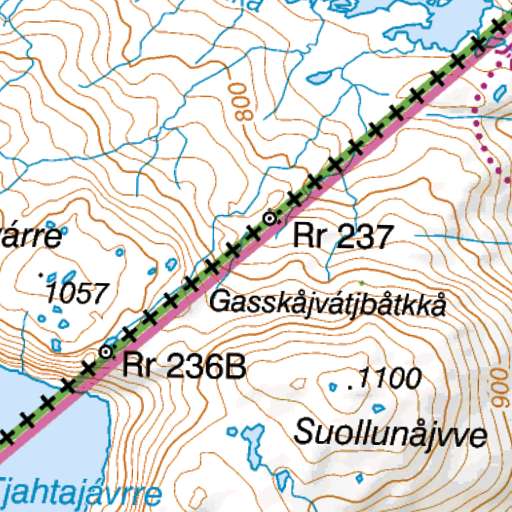 800
várre
Rr 237
1057
Gasskåjvátjbåtkkå
Rr 236B
.1100
900
Suollunåjvve
Tjahtajávrre